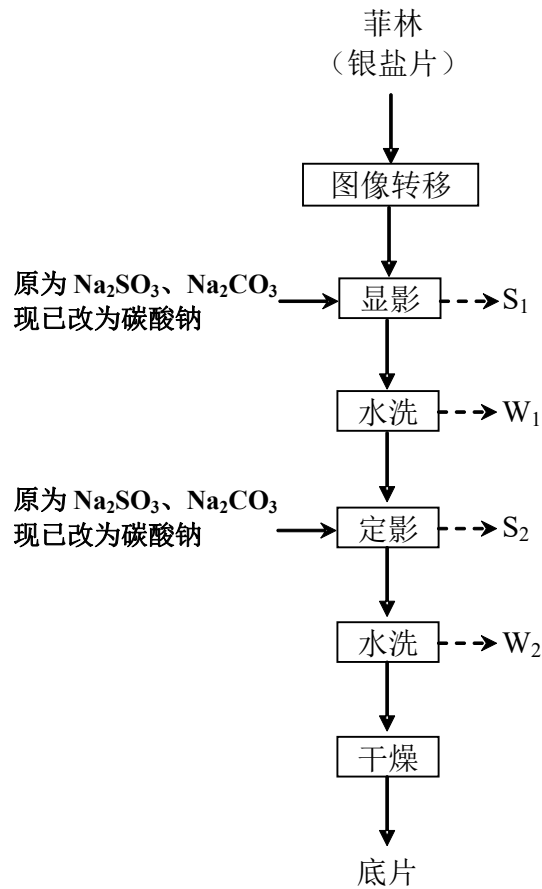 菲林
（银盐片）
图像转移
原为 Na₂SO₃、Na₂CO₃
现已改为碳酸钠
显影
S₁
水洗
W₁
原为 Na₂SO₃、Na₂CO₃
现已改为碳酸钠
定影
S₂
水洗
W₂
干燥
底片